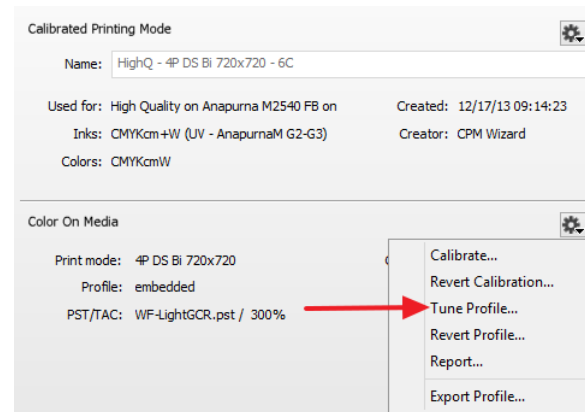 Calibrated Printing Mode
Name: HighQ - 4P DS Bi 720x720 - 6C
Used for: High Quality on Anapurna M2540 FB on Created: 12/17/13 09:14:23
Inks: CMYKcm+W (UV - AnapurnaM G2-G3) Creator: CPM Wizard
Colors: CMYKcmW
Color On Media
Print mode: 4P DS Bi 720x720
Profile: embedded
PST/TAC: WF-LightGCR.pst / 300%
Calibrate...
Revert Calibration...
Tune Profile...
Revert Profile...
Report...
Export Profile...